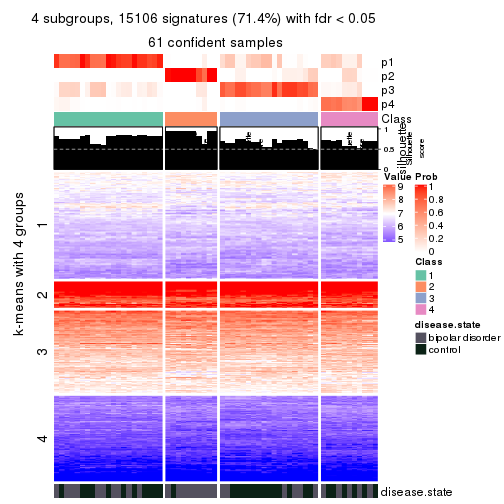 4 subgroups, 15106 signatures (71.4%) with fdr < 0.05
61 confident samples
p1
p2
p3
p4
Class
1
0.5
0
silhouette
Silhouette
score
k-means with 4 groups
1
2
3
4
Value
9
8
7
6
5
Prob
1
0.8
0.6
0.4
0.2
0
Class
1
2
3
4
disease.state
bipolar disorder
control
disease.state